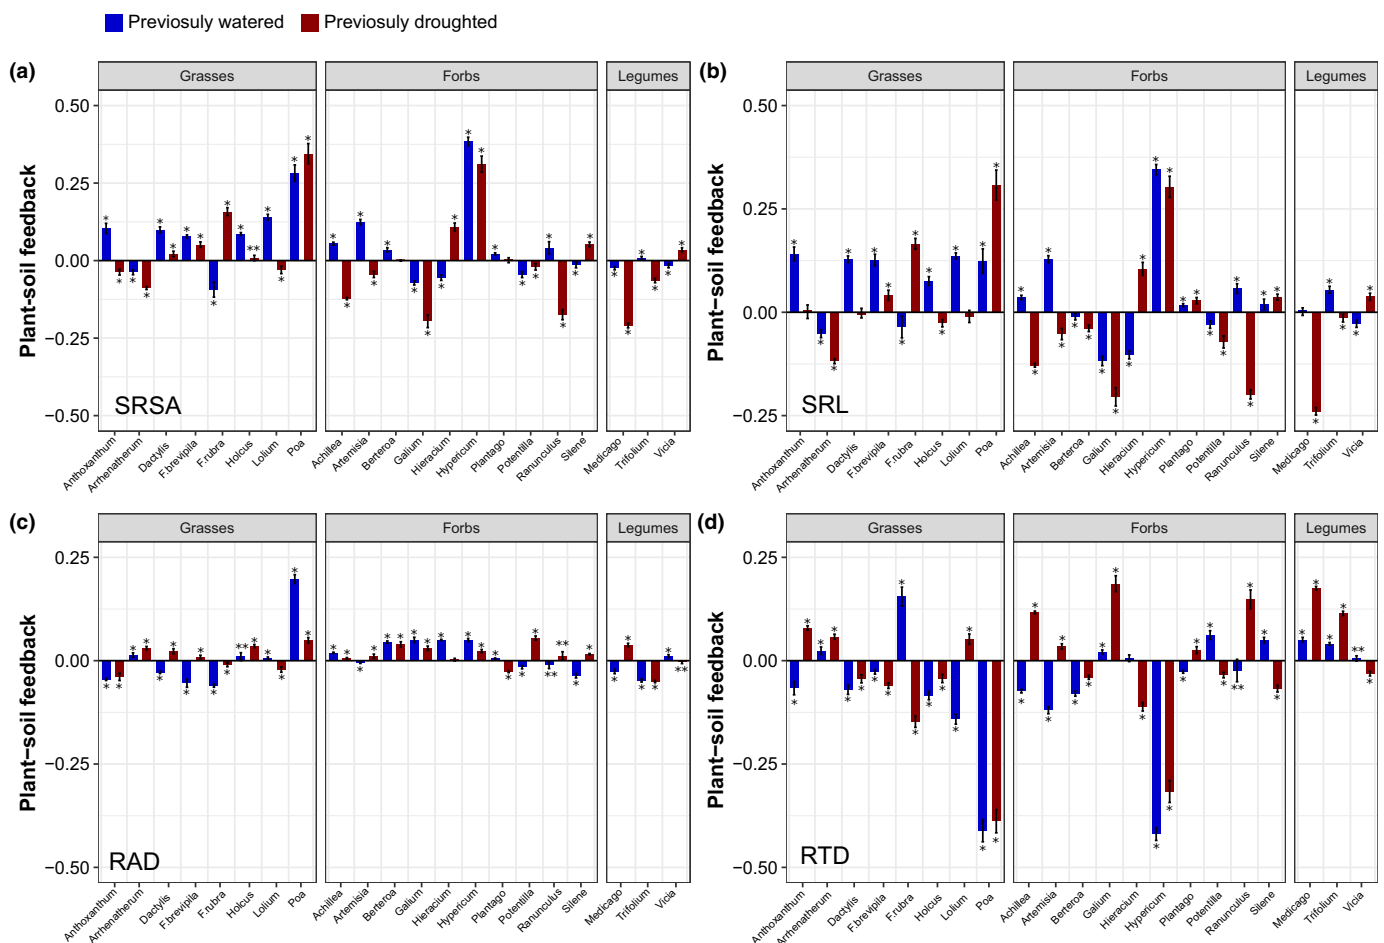 Previosuly watered Previosuly droughted
(a)
Grasses Forbs Legumes
Plant-soil feedback
0.50
0.25
0.00
−0.25
−0.50
SRSA
Anthoxanthum Arrhenatherum Dactylis F.brevipila F.rubra Holcus Lolium Poa Achillea Artemisia Berteroa Galium Hieracium Hypericum Plantago Potentilla Ranunculus Silene Medicago Trifolium Vicia
(b)
Grasses Forbs Legumes
Plant−soil feedback
0.50
0.25
0.00
−0.25
SRL
Anthoxanthum Arrhenatherum Dactylis F.brevipila F.rubra Holcus Lolium Poa Achillea Artemisia Berteroa Galium Hieracium Hypericum Plantago Potentilla Ranunculus Silene Medicago Trifolium Vicia
(c)
Grasses Forbs Legumes
Plant−soil feedback
0.25
0.00
−0.25
−0.50
RAD
Anthoxanthum Arrhenatherum Dactylis F.brevipila F.rubra Holcus Lolium Poa Achillea Artemisia Berteroa Galium Hieracium Hypericum Plantago Potentilla Ranunculus Silene Medicago Trifolium Vicia
(d)
Grasses Forbs Legumes
Plant−soil feedback
0.25
0.00
−0.25
−0.50
RTD
Anthoxanthum Arrhenatherum Dactylis F.brevipila F.rubra Holcus Lolium Poa Achillea Artemisia Berteroa Galium Hieracium Hypericum Plantago Potentilla Ranunculus Silene Medicago Trifolium Vicia